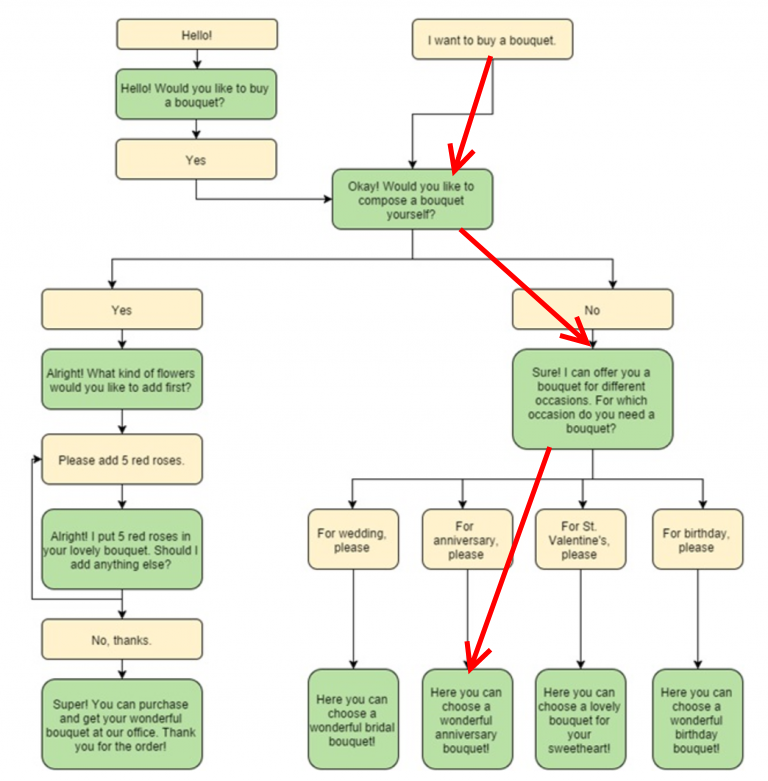 Hello!
I want to buy a bouquet.
Hello! Would you like to buy
a bouquet?
Yes
Okay! Would you like to
compose a bouquet
yourself?
Yes
No
Alright! What kind of flowers
would you like to add first?
Sure! I can offer you a
bouquet for different
occasions. For which
occasion do you need a
bouquet?
Please add 5 red roses.
Alright! I put 5 red roses in
your lovely bouquet. Should I
add anything else?
For wedding,
please
For
anniversary,
please
For St.
Valentine's,
please
For birthday,
please
No, thanks.
Super! You can purchase
and get your wonderful
bouquet at our office. Thank
you for the order!
Here you can
choose a
wonderful bridal
bouquet!
Here you can
choose a
wonderful
anniversary
bouquet!
Here you can
choose a lovely
bouquet for
your
sweetheart!
Here you can
choose a
wonderful
birthday
bouquet!